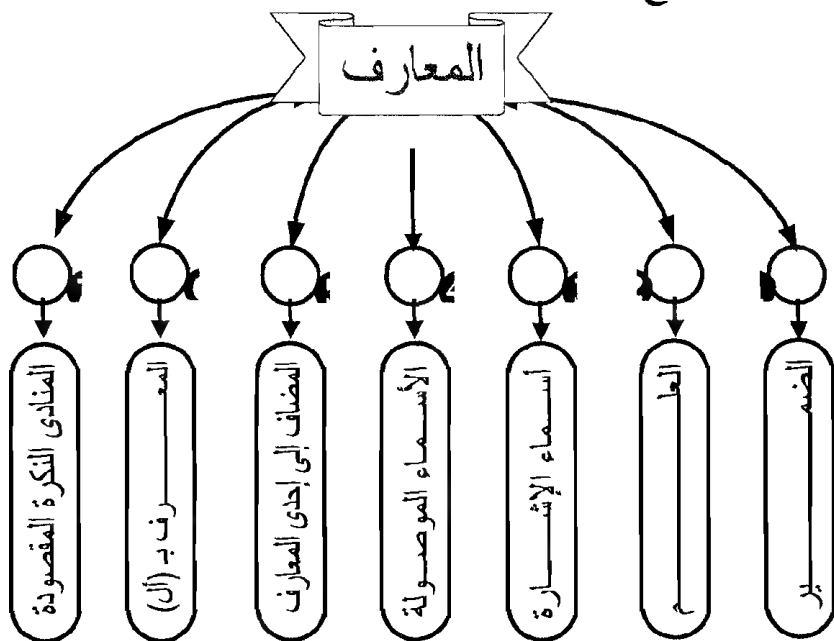 المعارف
الضمير
العلم
أسماء الإشارة
الأسماء الموصولة
المضاف إلى إحدى المعارف
المعرف بـ (ال)
المنادى النكرة المقصودة